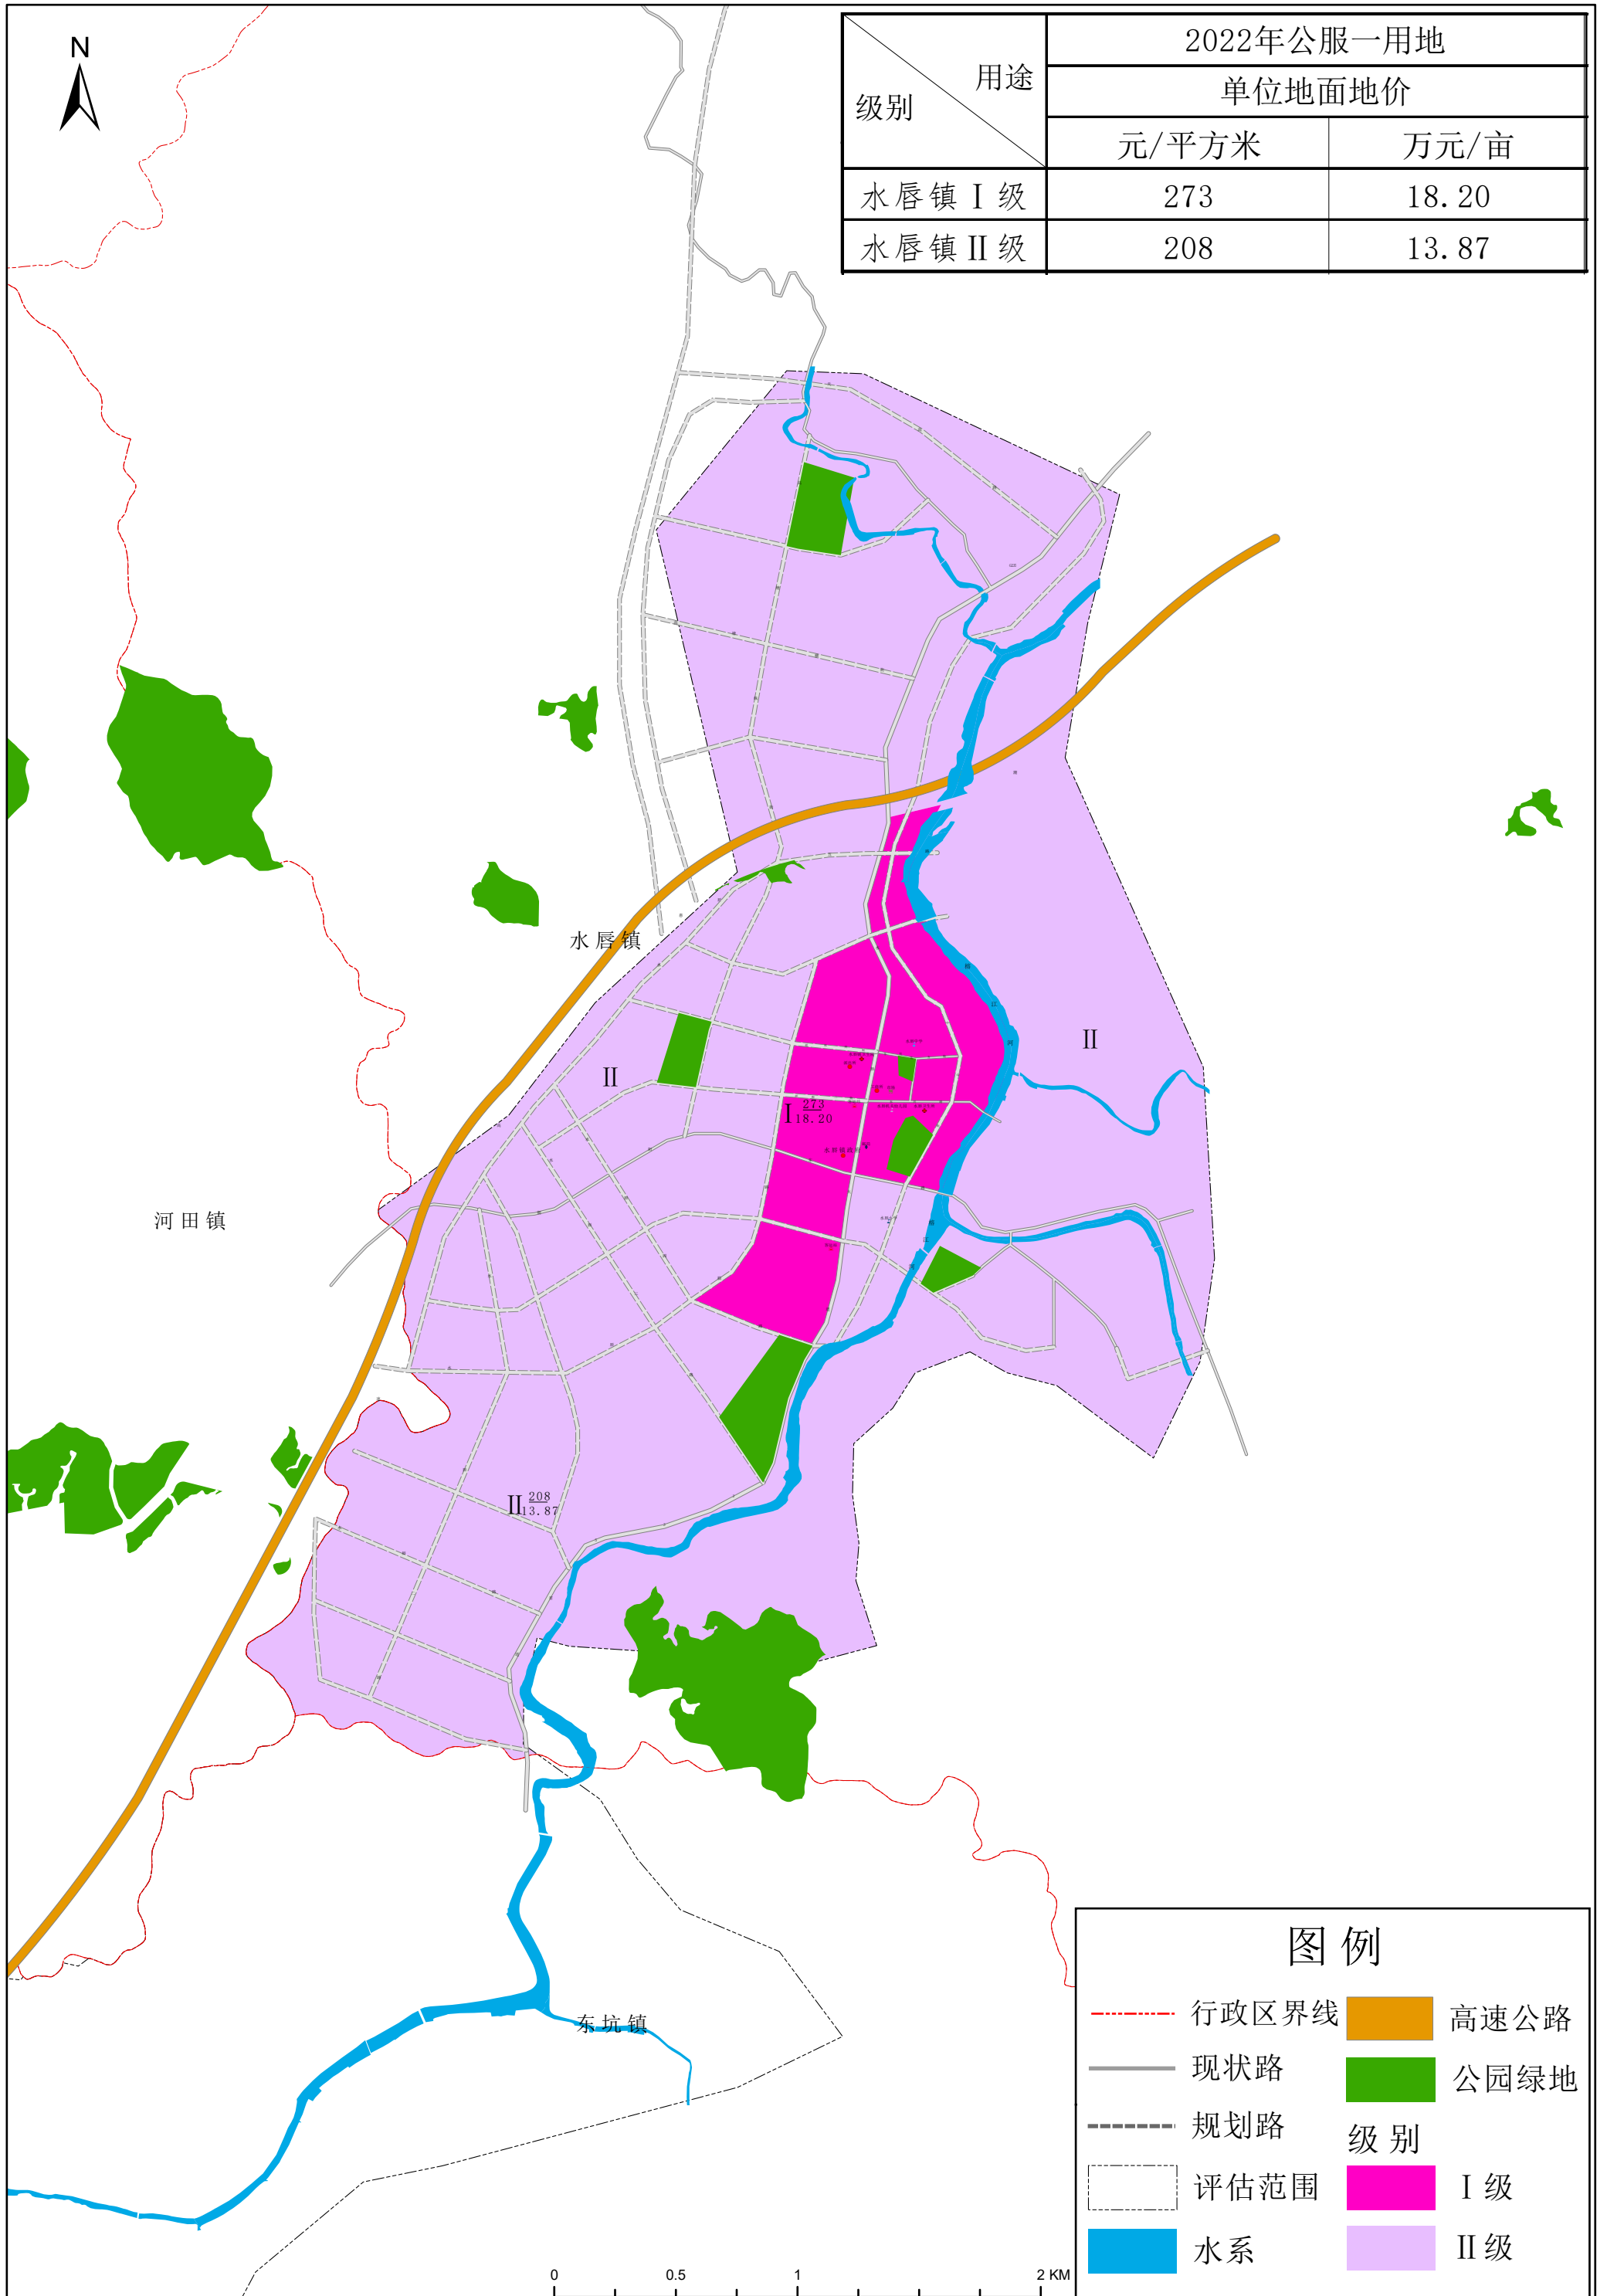 N
2022年公服一用地
用途
级别
单位地面地价
元/平方米
万元/亩
水唇镇Ⅰ级
273
18.20
水唇镇Ⅱ级
208
13.87
水唇镇
Ⅱ
Ⅱ
Ⅰ 273
18.20
水唇镇政府
河田镇
Ⅱ 208
13.87
东坑镇
图例
行政区界线
高速公路
现状路
公园绿地
规划路
级别
评估范围
Ⅰ级
水系
Ⅱ级
0 0.5 1 2 KM